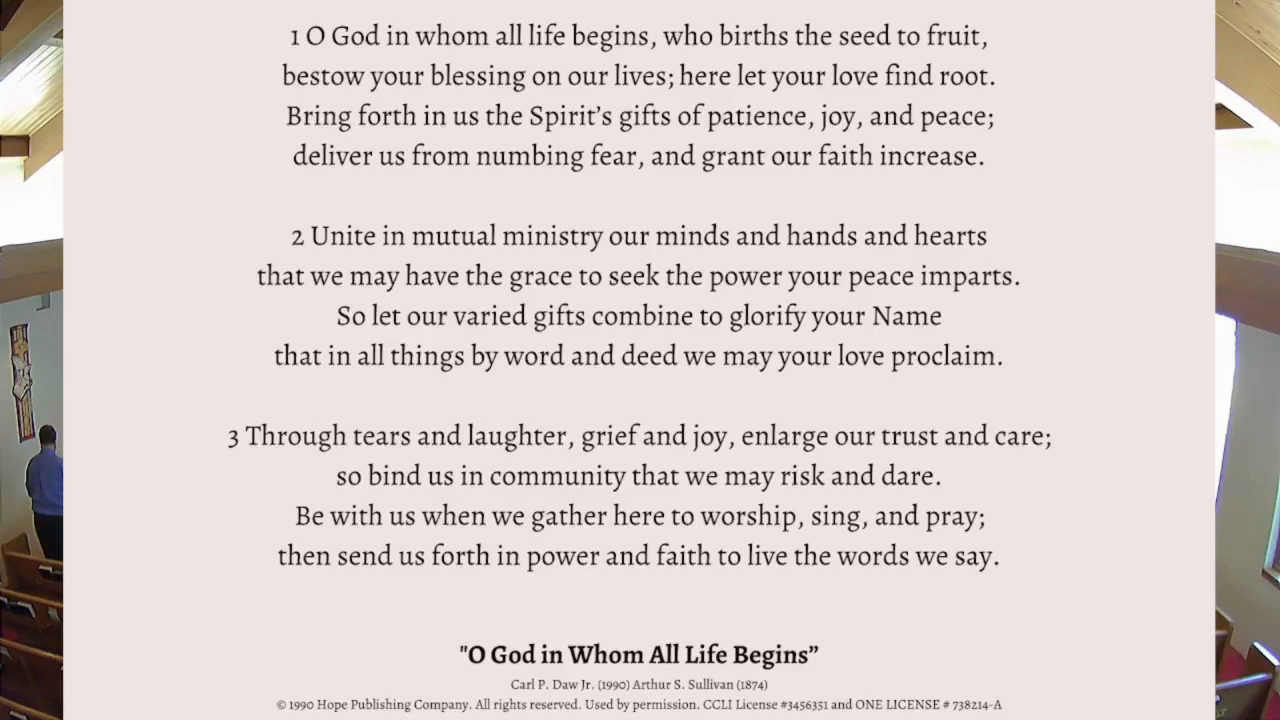 1 O God in whom all life begins, who births the seed to fruit,
bestow your blessing on our lives; here let your love find root.
Bring forth in us the Spirit’s gifts of patience, joy, and peace;
deliver us from numbing fear, and grant our faith increase.
2 Unite in mutual ministry our minds and hands and hearts
that we may have the grace to seek the power your peace imparts.
So let our varied gifts combine to glorify your Name
that in all things by word and deed we may your love proclaim.
3 Through tears and laughter, grief and joy, enlarge our trust and care;
so bind us in community that we may risk and dare.
Be with us when we gather here to worship, sing, and pray;
then send us forth in power and faith to live the words we say.
"O God in Whom All Life Begins”
Carl P. Daw Jr. (1990) Arthur S. Sullivan (1874)
© 1990 Hope Publishing Company. All rights reserved. Used by permission. CCLI License #3456351 and ONE LICENSE # 738214-A